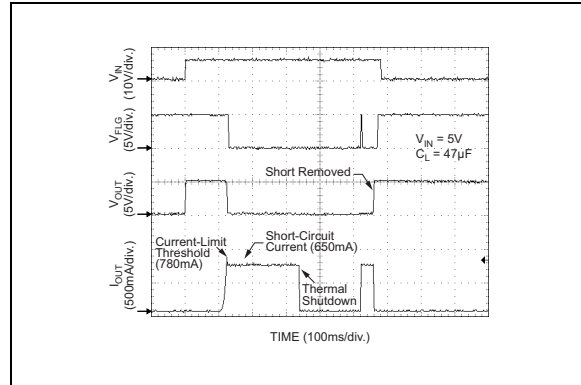 V_IN
(10V/div.)
V_FLG
(5V/div.)
V_IN = 5V
C_L = 47µF
Short Removed
V_OUT
(5V/div.)
Current-Limit
Threshold
(780mA)
Short-Circuit
Current (650mA)
Thermal
Shutdown
I_OUT
(500mA/div.)
TIME (100ms/div.)